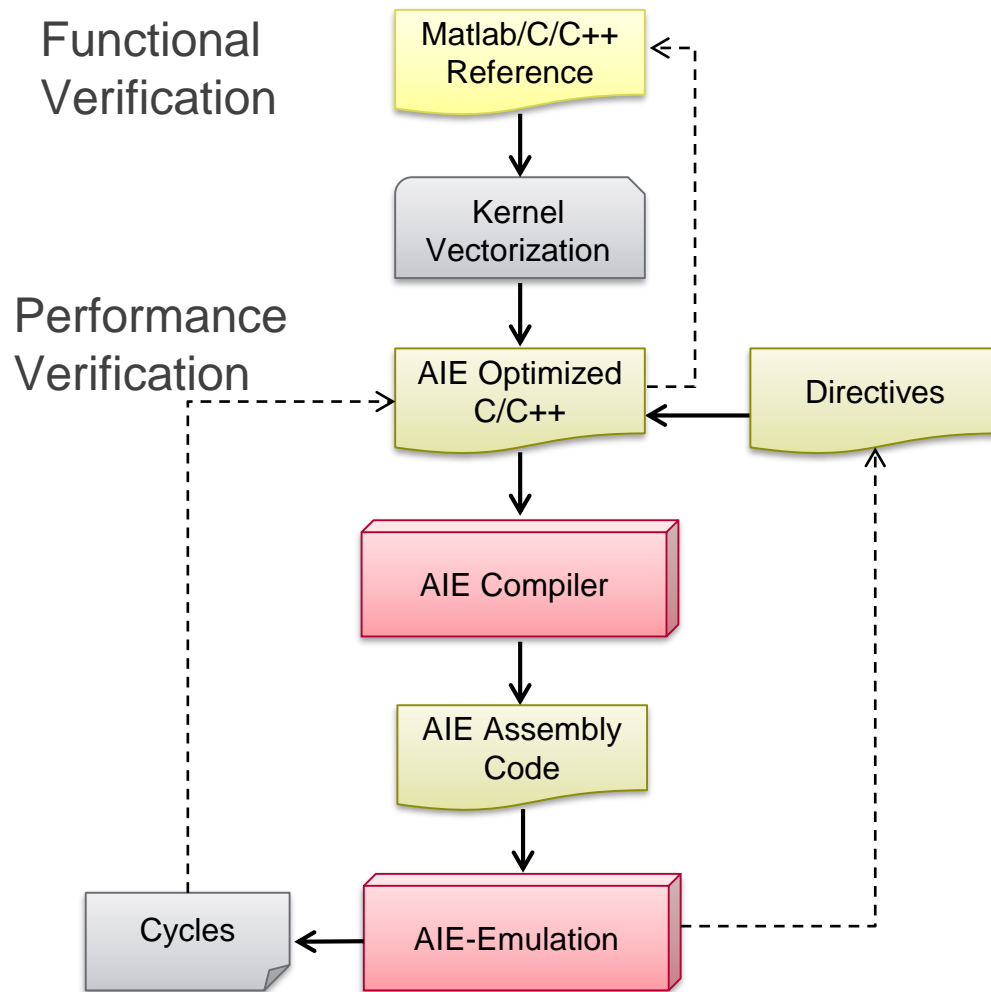 Functional
Verification
Matlab/C/C++
Reference
Kernel
Vectorization
Performance
Verification
AIE Optimized
C/C++
Directives
AIE Compiler
AIE Assembly
Code
Cycles
AIE-Emulation